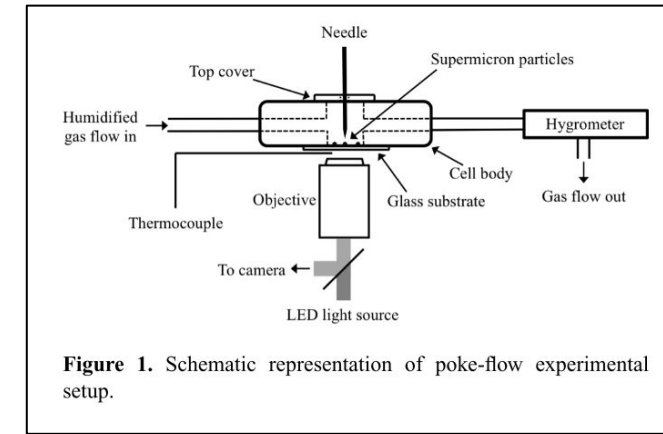 Needle
Supermicron particles
Top cover
Humidified
gas flow in
Hygrometer
Cell body
Objective
Glass substrate
Gas flow out
Thermocouple
To camera
LED light source
Figure 1. Schematic representation of poke-flow experimental
setup.